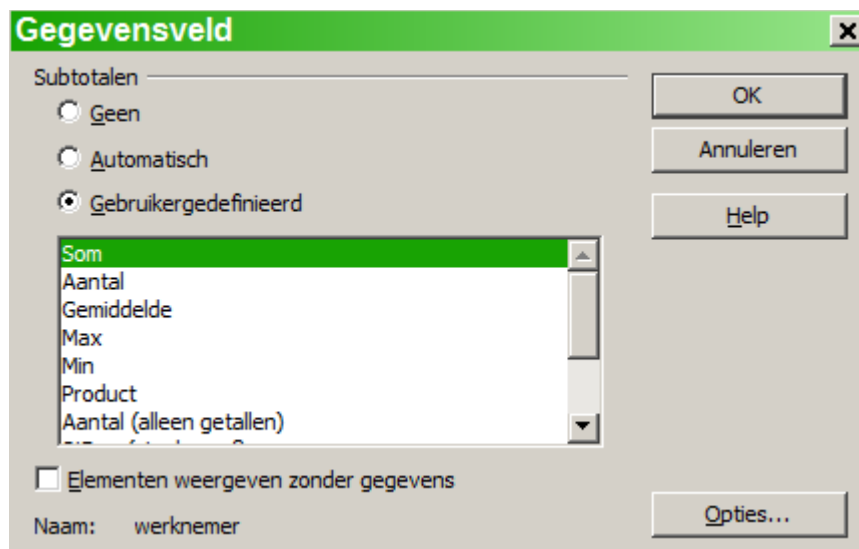 Gegevensveld
Subtotalen
Geen
Automatisch
Gebruikergedefinieerd
Som
Aantal
Gemiddelde
Max
Min
Product
Aantal (alleen getallen)
Elementen weergeven zonder gegevens
Naam: werknemer
OK
Annuleren
Help
Opties...